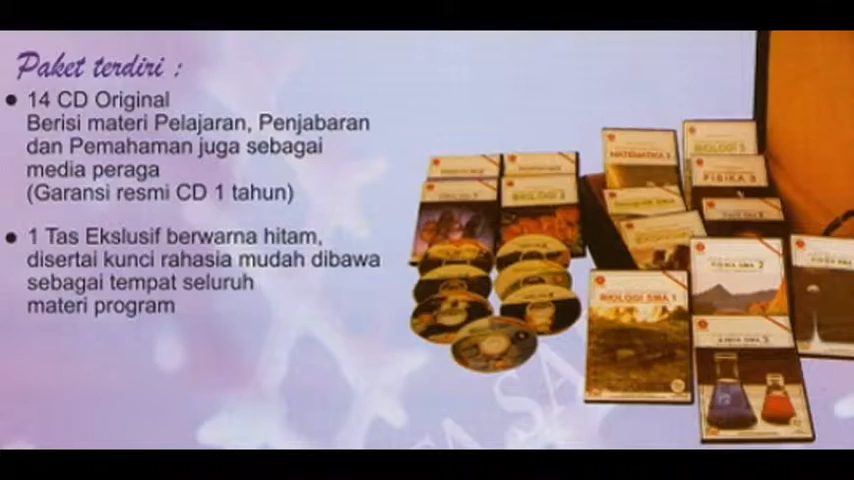 Paket terdiri :
• 14 CD Original
Berisi materi Pelajaran, Penjabaran
dan Pemahaman juga sebagai
media peraga
(Garansi resmi CD 1 tahun)
• 1 Tas Ekslusif berwarna hitam,
disertai kunci rahasia mudah dibawa
sebagai tempat seluruh
materi program
MATEMATIKA 3
BIOLOGI 3
FISIKA 3
BIOLOGI 2
BIOLOGI SMA 1